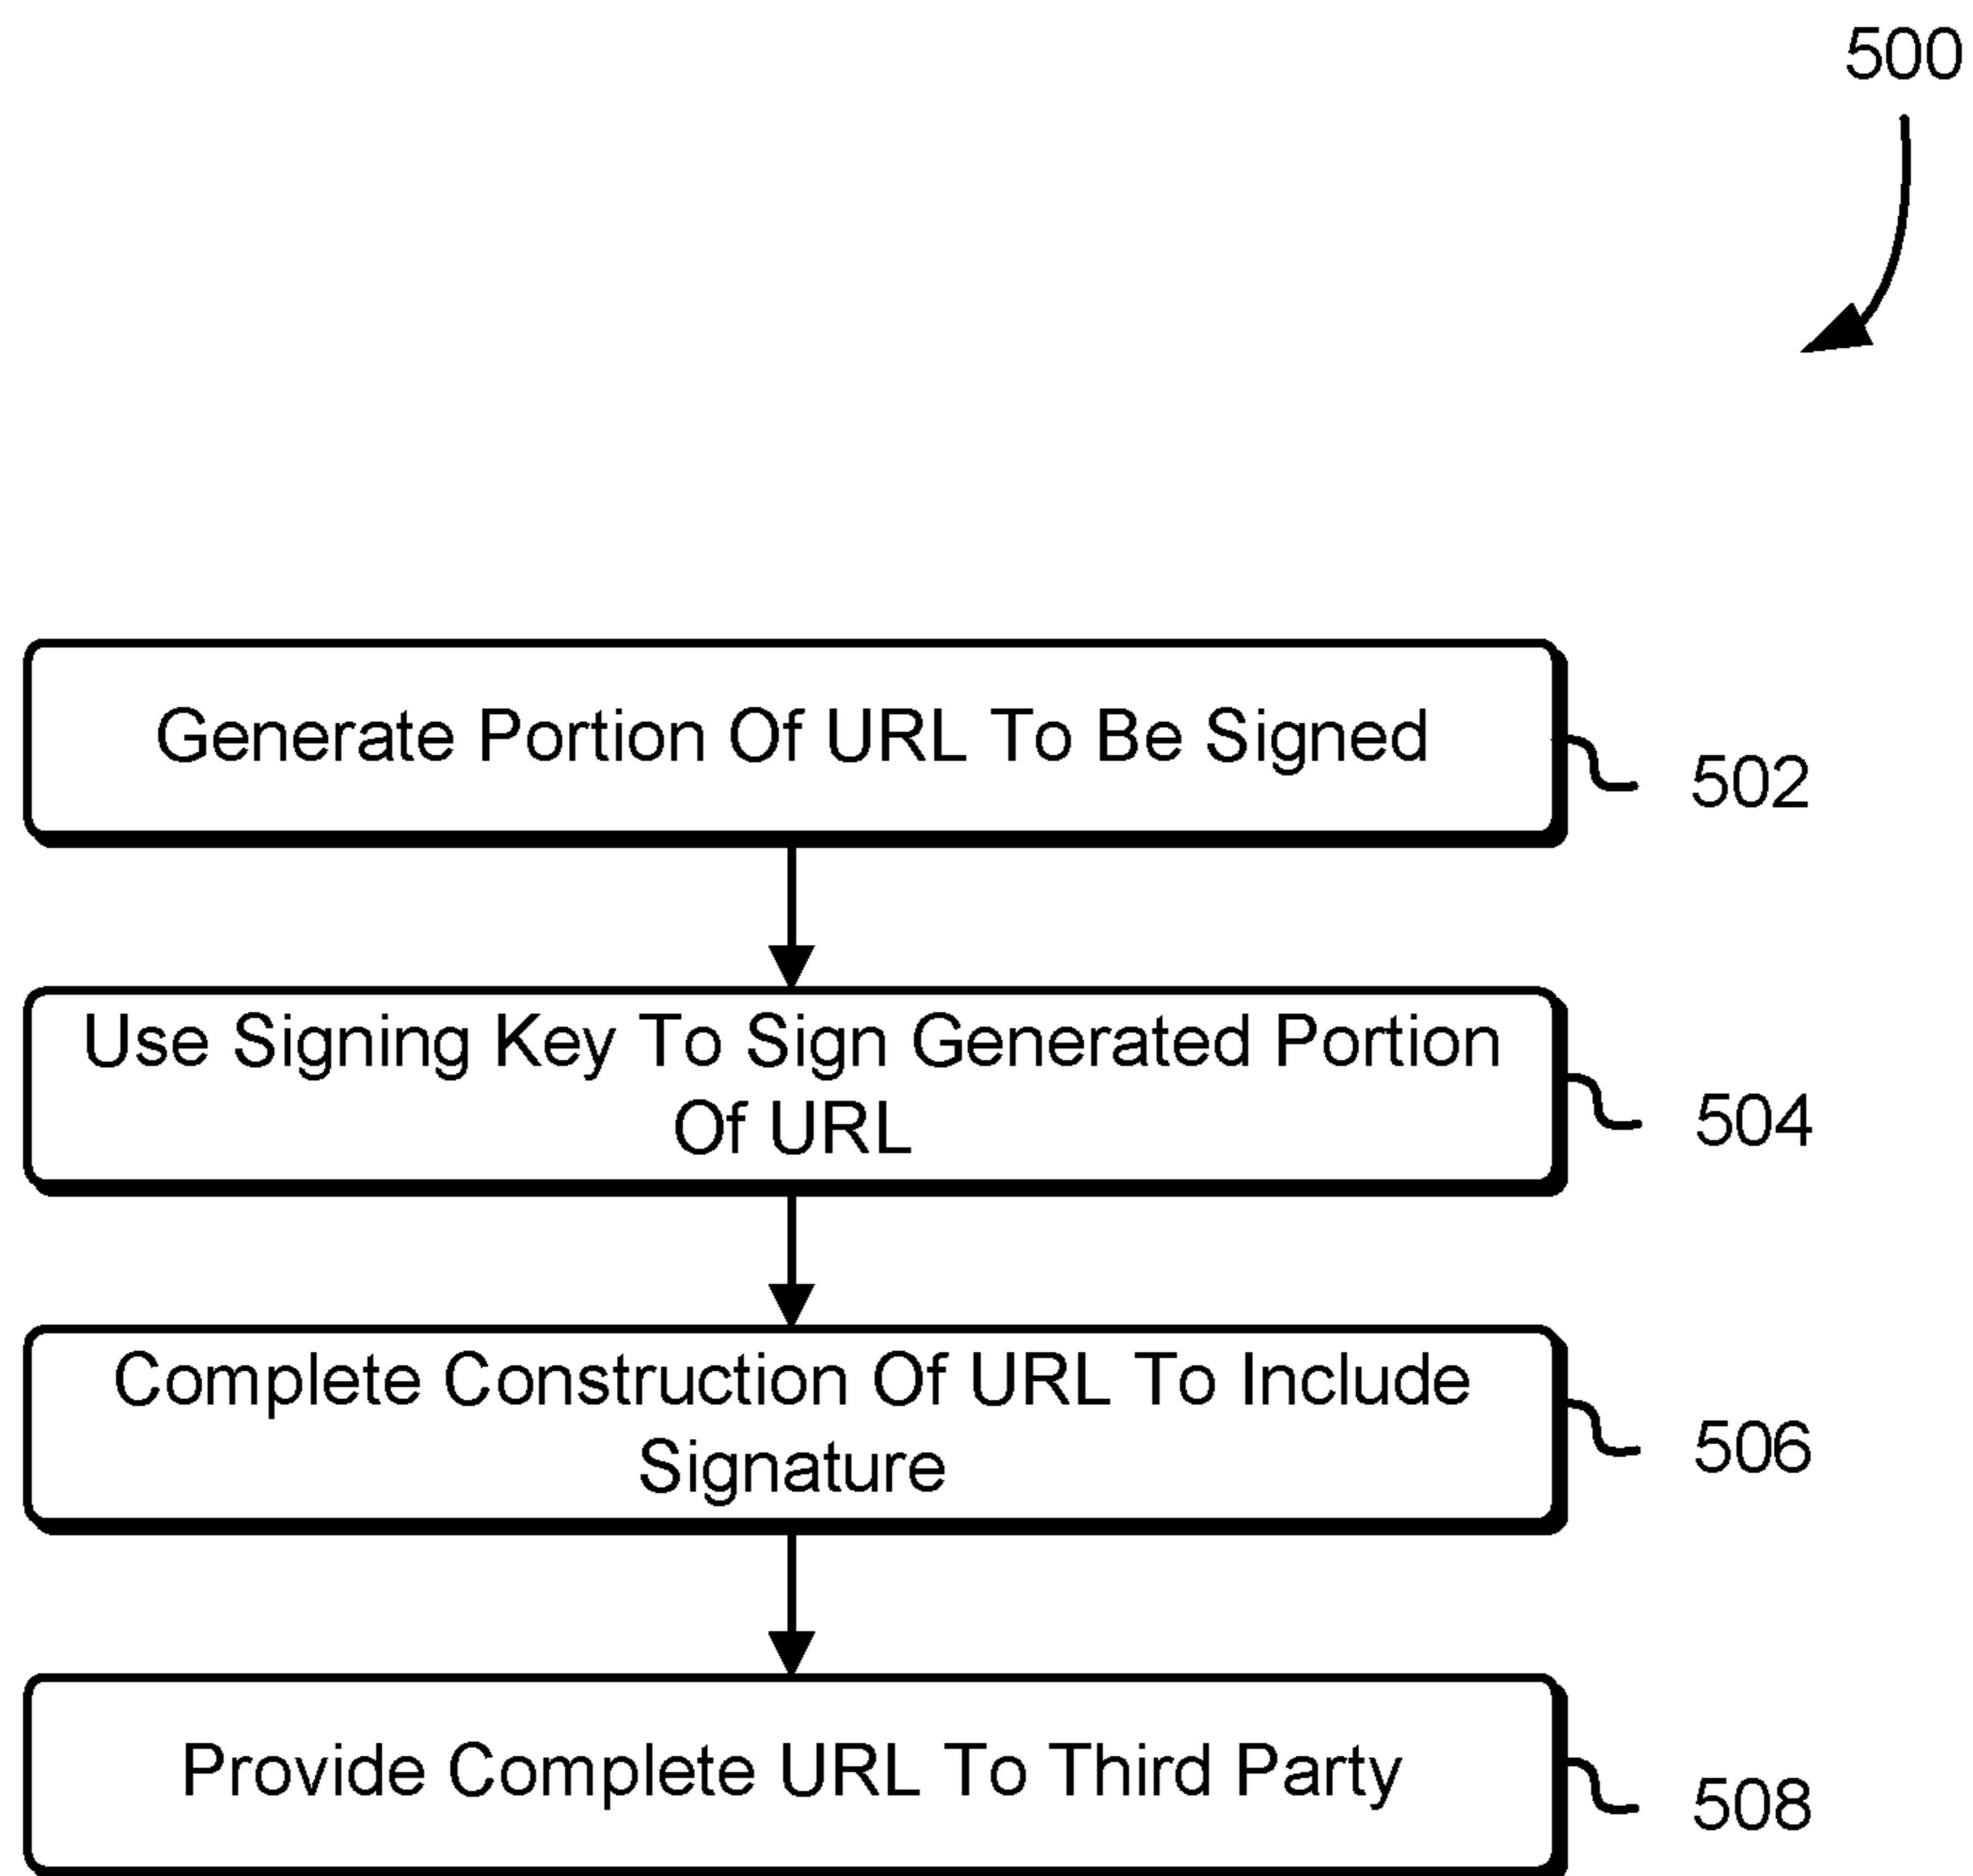 500
Generate Portion Of URL To Be Signed
502
Use Signing Key To Sign Generated Portion
Of URL
504
Complete Construction Of URL To Include
Signature
506
Provide Complete URL To Third Party
508